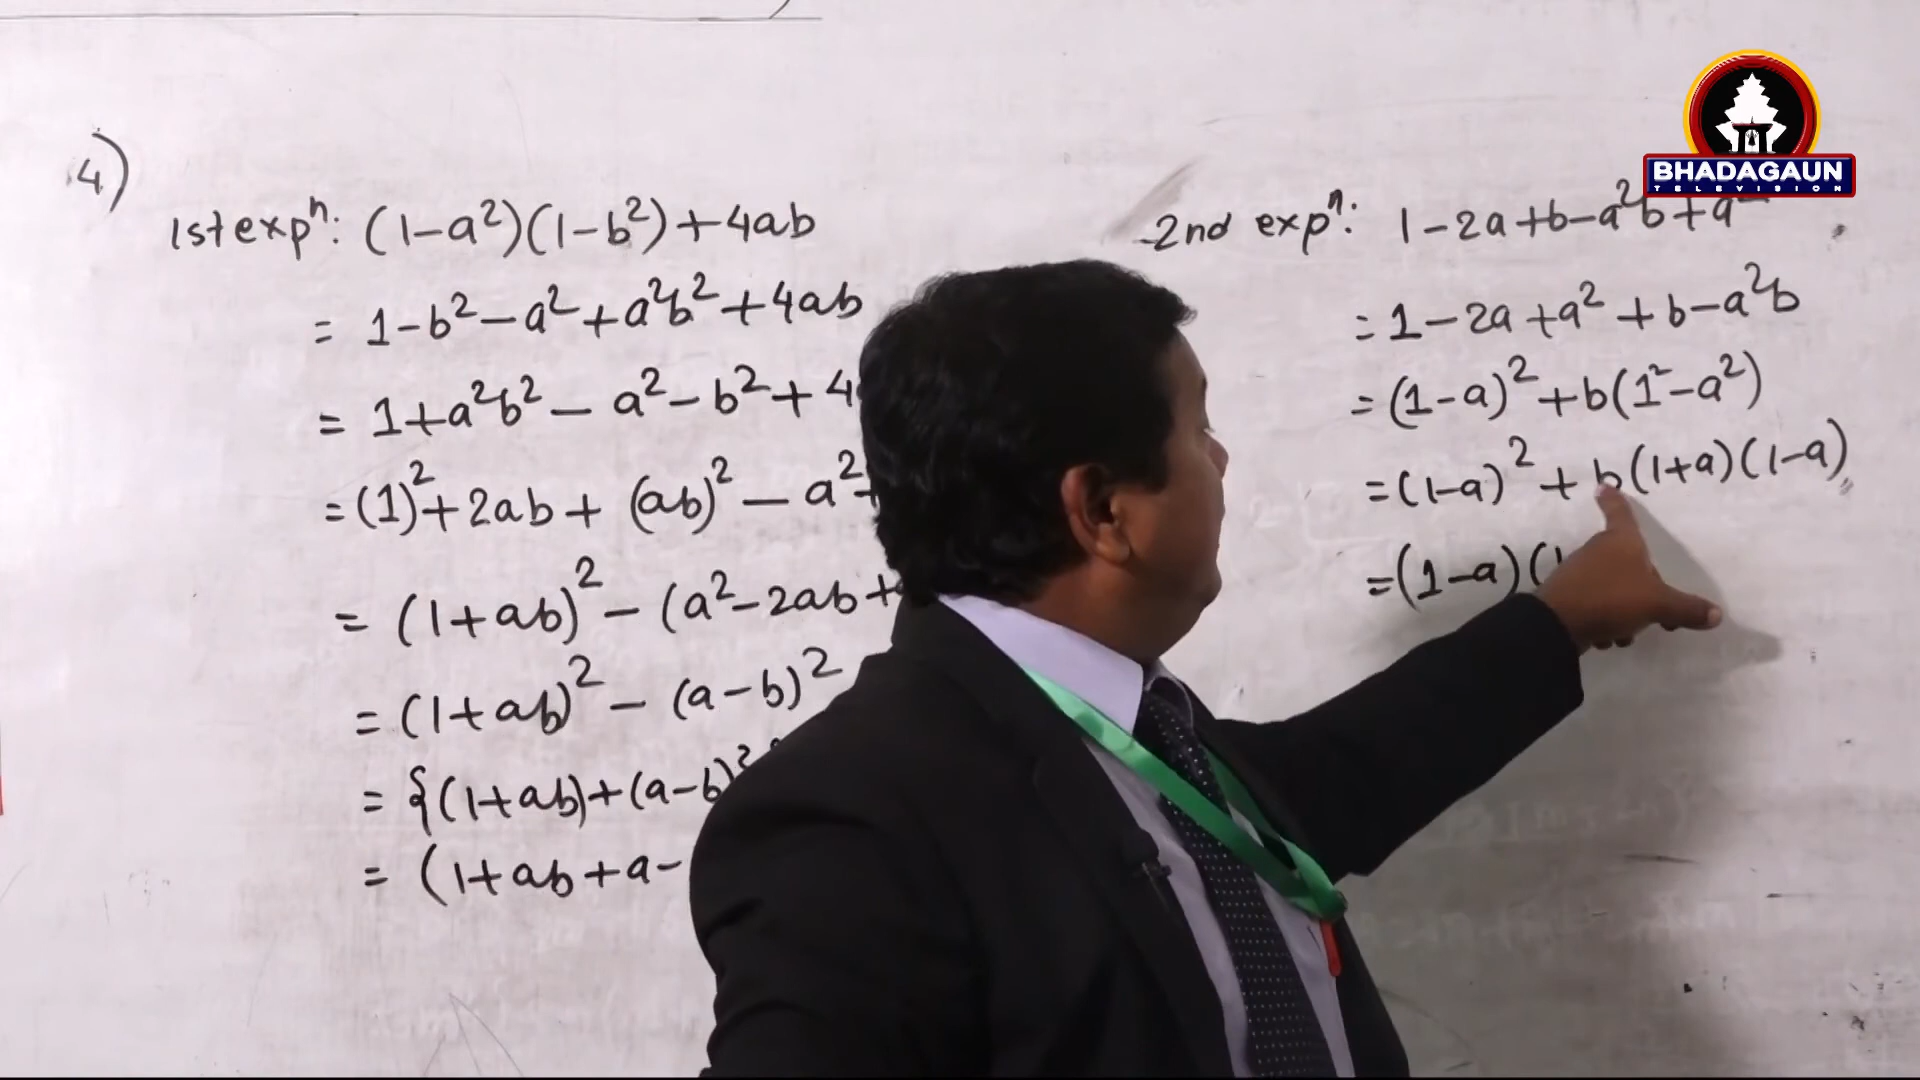 4)
1st expⁿ: (1-a²)(1-b²)+4ab
= 1-b²-a²+a²b²+4ab
= 1+a²b²-a²-b²+4
=(1)²+2ab+(ab)²-a²
= (1+ab)²-(a²-2ab+
= (1+ab)²-(a-b)²
= {(1+ab)+(a-b)
= (1+ab+a-
2nd expⁿ: 1-2a+b-a²b+a²
=1-2a+a²+b-a²b
=(1-a)²+b(1²-a²)
=(1-a)²+b(1+a)(1-a)
=(1-a)(1
BHADAGAUN
TELEVISION